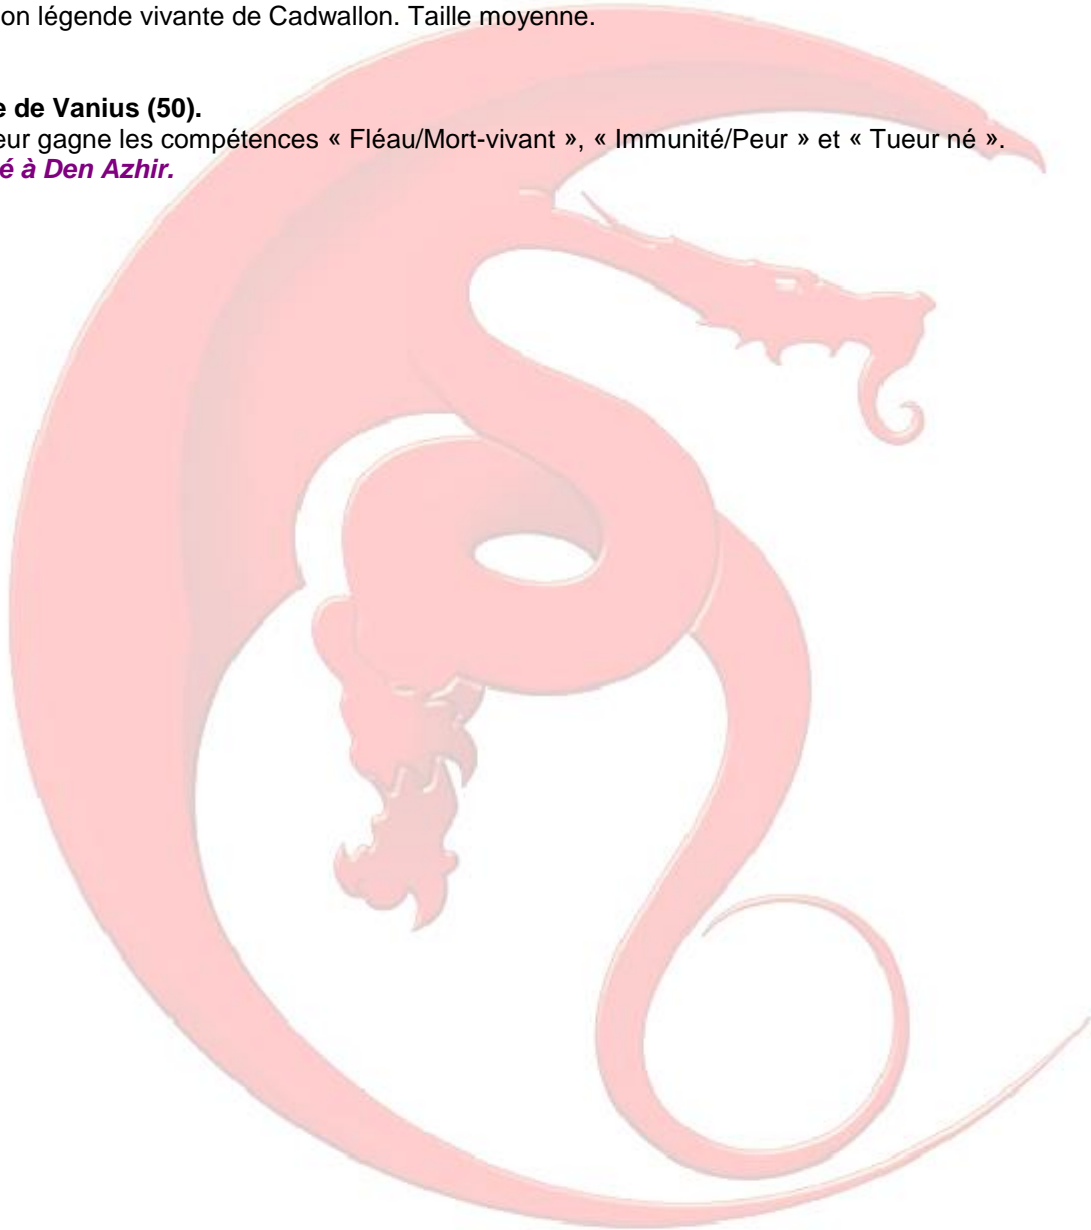 on légende vivante de Cadwallon. Taille moyenne.
e de Vanius (50).
eur gagne les compétences « Fléau/Mort-vivant », « Immunité/Peur » et « Tueur né ».
é à Den Azhir.